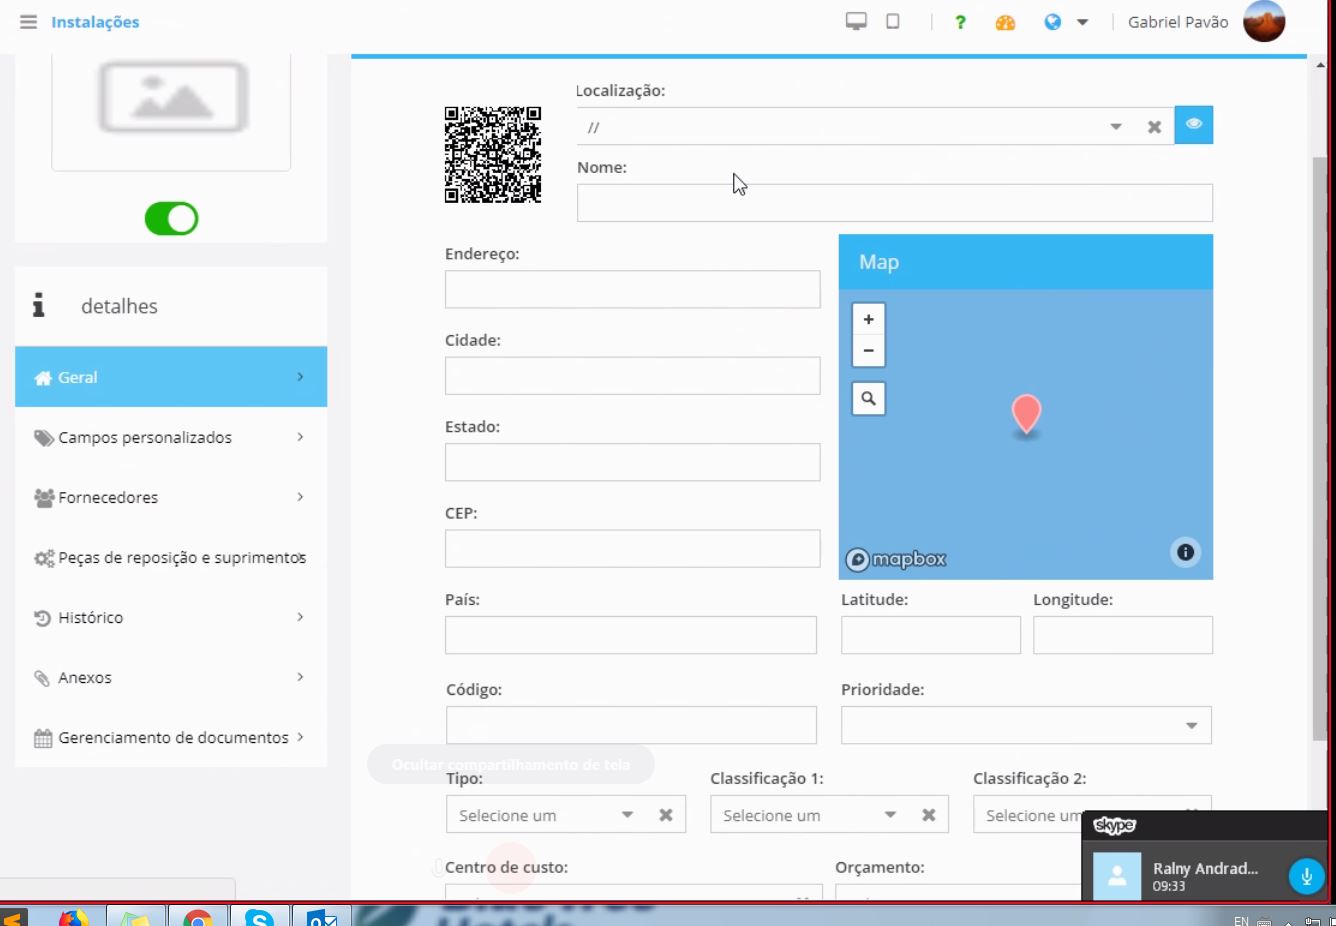 Instalações
?
Gabriel Pavão
Localização:
//
Nome:
Endereço:
Map
+
−
detalhes
Cidade:
Geral
Estado:
Campos personalizados
Fornecedores
CEP:
Peças de reposição e suprimentos
mapbox
País:
Latitude:
Longitude:
Histórico
Anexos
Código:
Prioridade:
Gerenciamento de documentos
Ocultar compartilhamento de tela
Tipo:
Classificação 1:
Classificação 2:
Selecione um
Selecione um
Selecione um
skype
Centro de custo:
Orçamento:
Ralny Andrad...
09:33
Hotels
EN